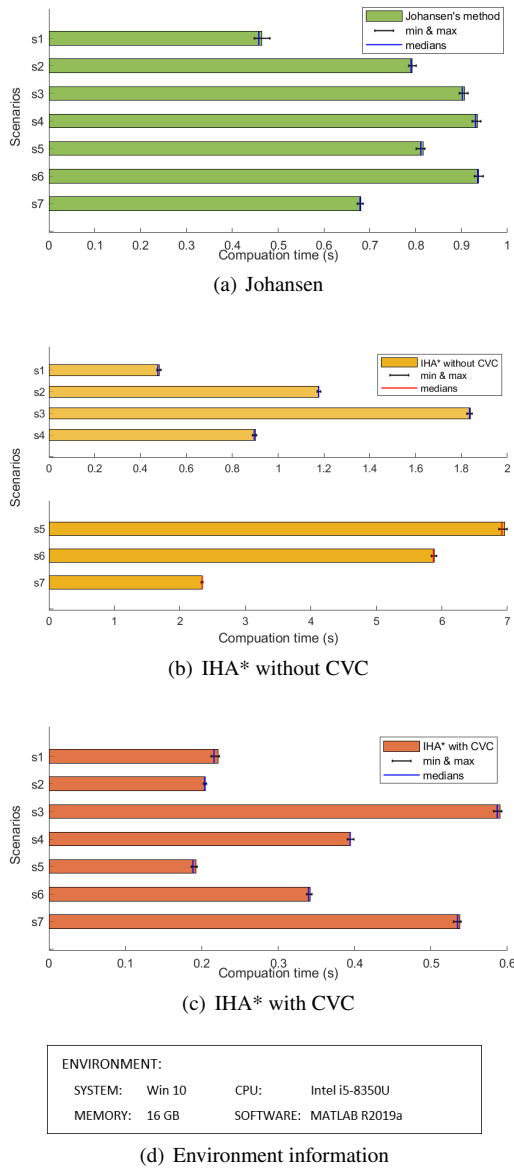 Johansen's method
min & max
medians
s1
s2
s3
s4
s5
s6
s7
Scenarios
0 0.1 0.2 0.3 0.4 0.5 0.6 0.7 0.8 0.9 1
Compuation time (s)
(a) Johansen
IHA* without CVC
min & max
medians
s1
s2
s3
s4
0 0.2 0.4 0.6 0.8 1 1.2 1.4 1.6 1.8 2
Scenarios
s5
s6
s7
0 1 2 3 4 5 6 7
Compuation time (s)
(b) IHA* without CVC
IHA* with CVC
min & max
medians
s1
s2
s3
s4
s5
s6
s7
Scenarios
0 0.1 0.2 0.3 0.4 0.5 0.6
Compuation time (s)
(c) IHA* with CVC
ENVIRONMENT:
SYSTEM: Win 10 CPU: Intel i5-8350U
MEMORY: 16 GB SOFTWARE: MATLAB R2019a
(d) Environment information